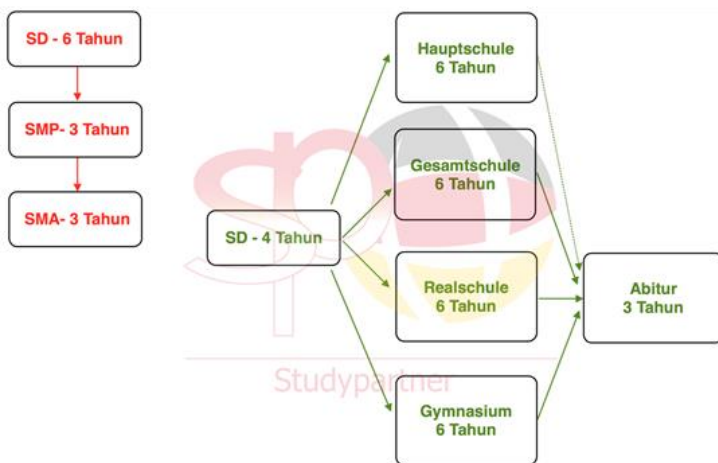 SD - 6 Tahun
SMP- 3 Tahun
SMA- 3 Tahun
SD - 4 Tahun
Hauptschule
6 Tahun
Gesamtschule
6 Tahun
Realschule
6 Tahun
Gymnasium
6 Tahun
Abitur
3 Tahun
sp
Studypartner